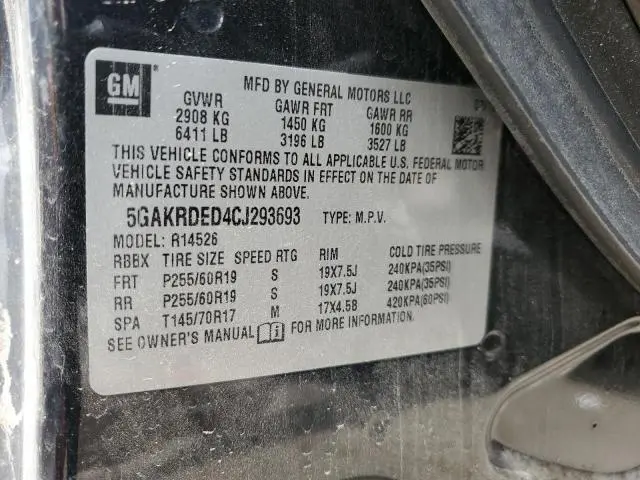 GM
MFD BY GENERAL MOTORS LLC
GVWR GAWR FRT GAWR RR
2908 KG 1450 KG 1600 KG
6411 LB 3196 LB 3527 LB
THIS VEHICLE CONFORMS TO ALL APPLICABLE U.S. FEDERAL MOTOR
VEHICLE SAFETY STANDARDS IN EFFECT ON THE DATE OF
MANUFACTURE SHOWN ABOVE.
5GAKRDED4CJ293693 TYPE: M.P.V.
MODEL: R14526
RBBX TIRE SIZE SPEED RTG RIM COLD TIRE PRESSURE
FRT P255/60R19 S 19X7.5J 240KPA(35PSI)
RR P255/60R19 S 19X7.5J 240KPA(35PSI)
SPA T145/70R17 M 17X4.5B 420KPA(60PSI)
SEE OWNER'S MANUAL FOR MORE INFORMATION.